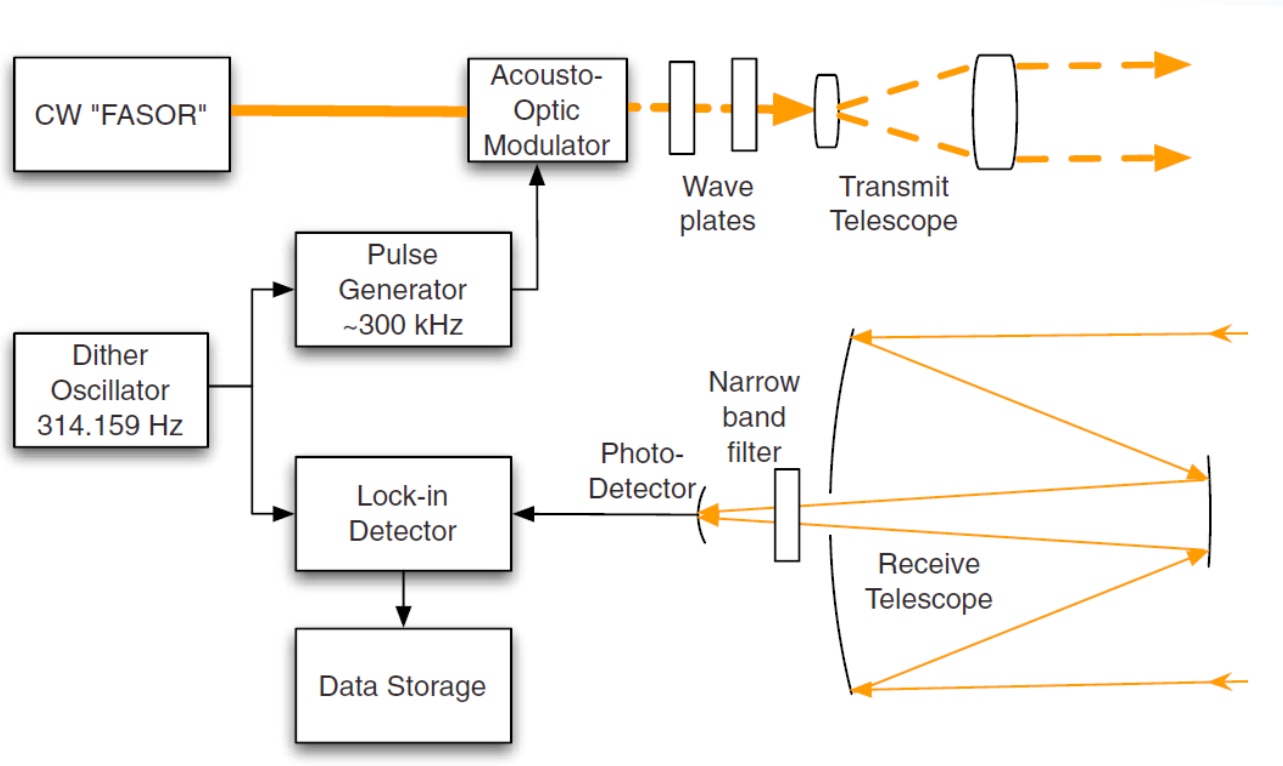 CW "FASOR"
Acousto-
Optic
Modulator
Wave
plates
Transmit
Telescope
Pulse
Generator
~300 kHz
Dither
Oscillator
314.159 Hz
Narrow
band
filter
Photo-
Detector
Lock-in
Detector
Receive
Telescope
Data Storage